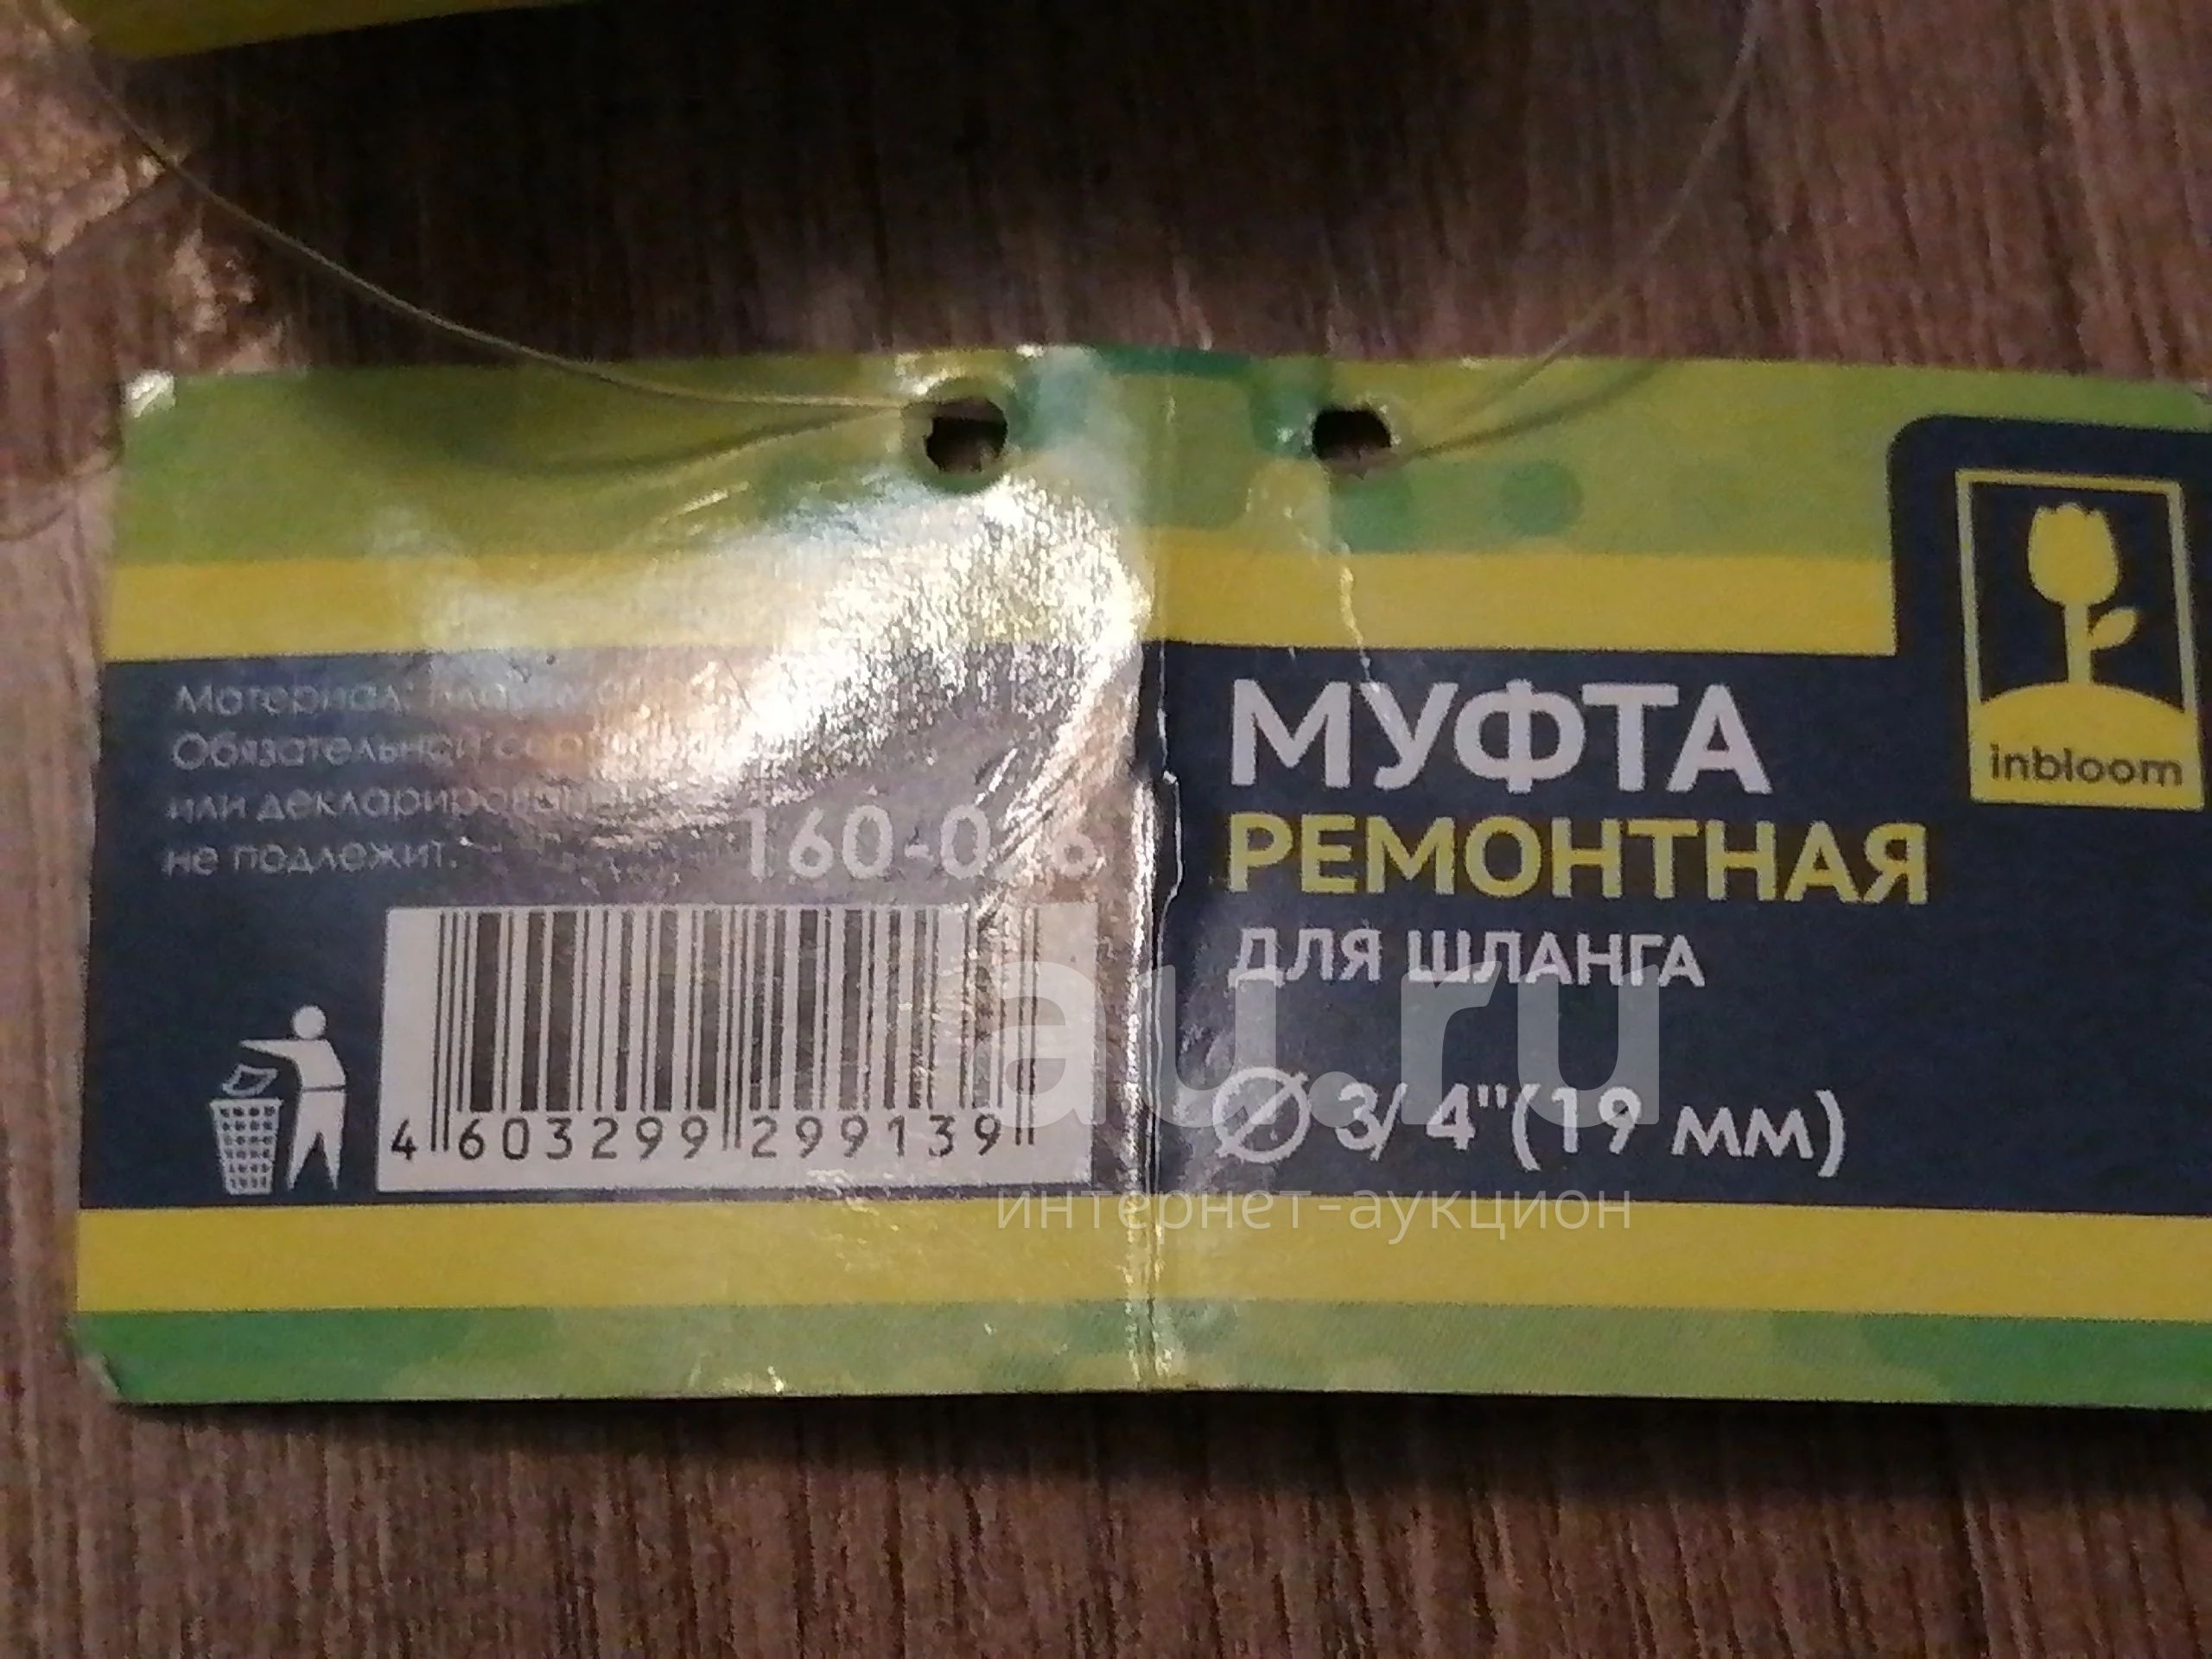 Материал:
Обязательной
или
не подлежит.
4 603299 299139
МУФТА
РЕМОНТНАЯ
ДЛЯ ШЛАНГА
Ø 3/4"(19 мм)
inbloom
au.ru
интернет-аукцион